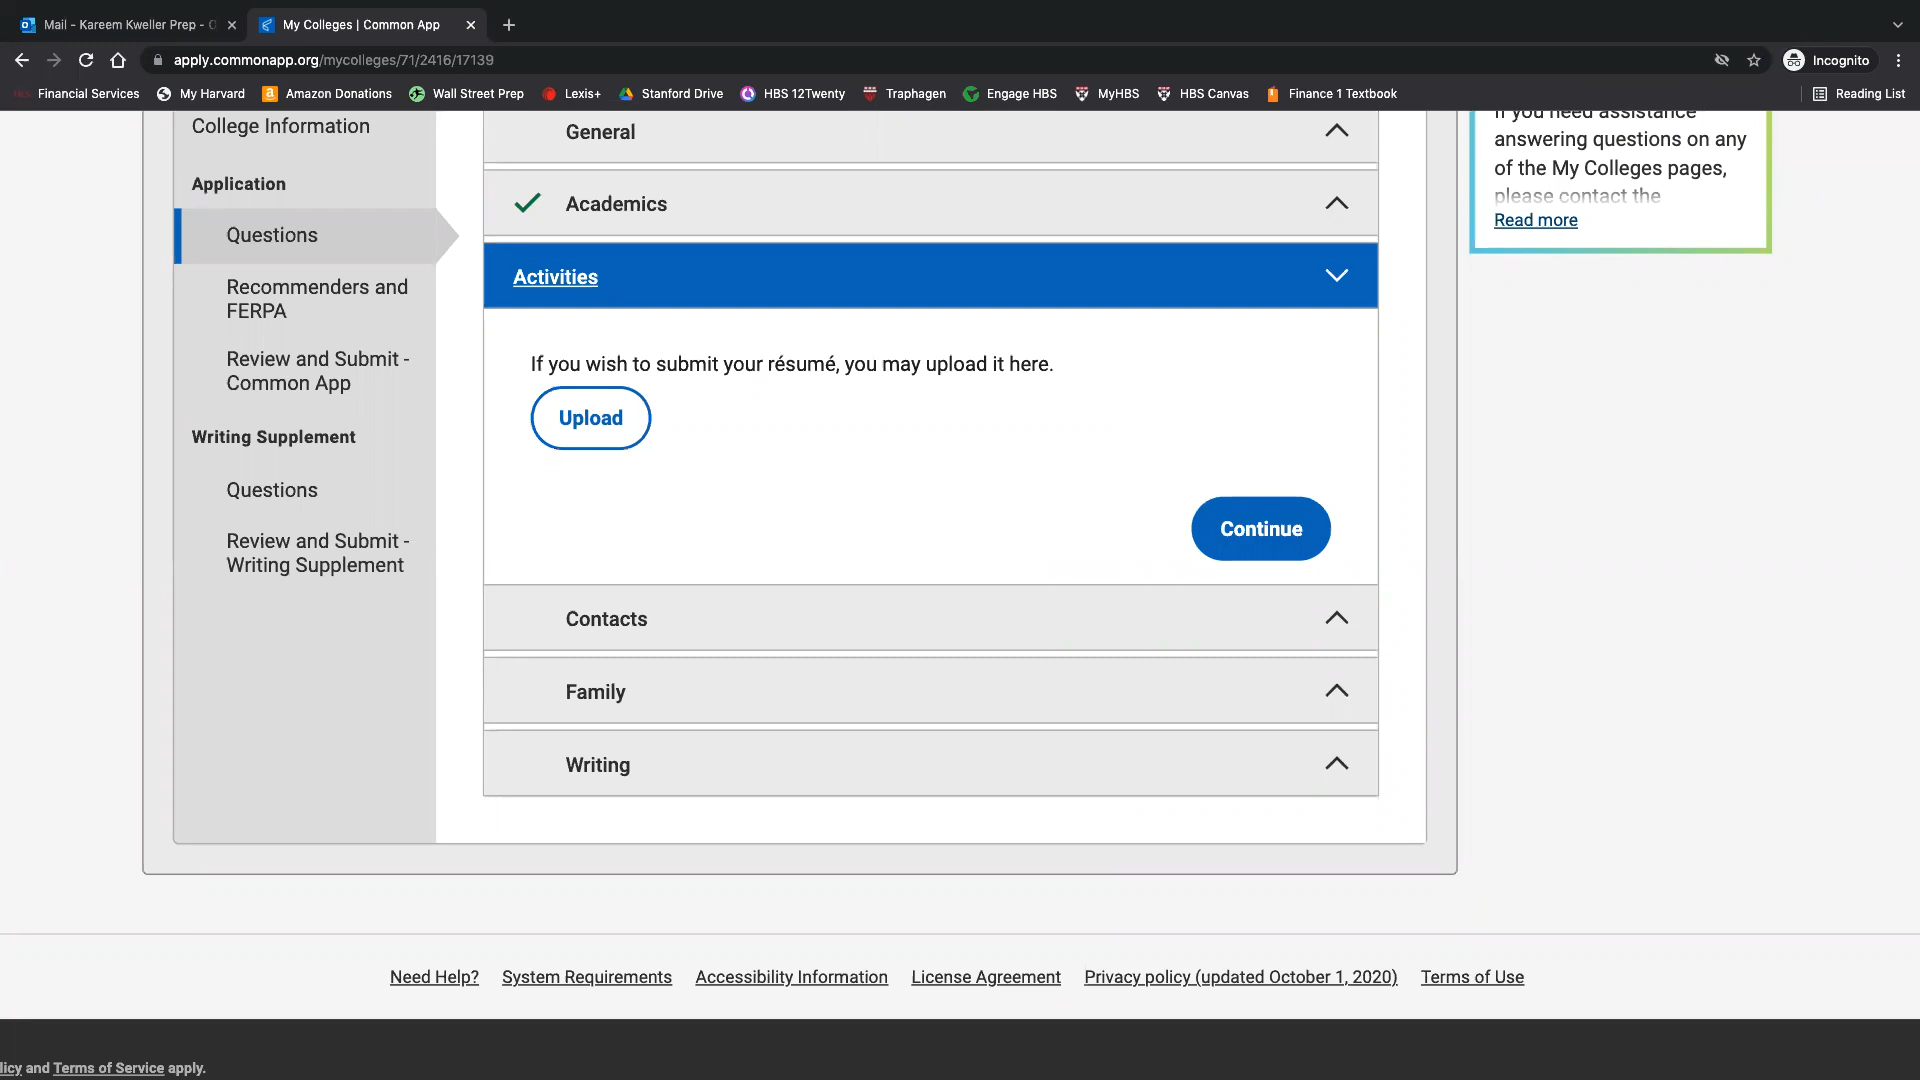 Mail - Kareem Kweller Prep -
My Colleges | Common App
apply.commonapp.org/mycolleges/71/2416/17139
Incognito
Financial Services
My Harvard
Amazon Donations
Wall Street Prep
Lexis+
Stanford Drive
HBS 12Twenty
Traphagen
Engage HBS
MyHBS
HBS Canvas
Finance 1 Textbook
Reading List
College Information
Application
Questions
Recommenders and
FERPA
Review and Submit -
Common App
Writing Supplement
Questions
Review and Submit -
Writing Supplement
General
Academics
Activities
If you wish to submit your résumé, you may upload it here.
Upload
Continue
Contacts
Family
Writing
If you need assistance
answering questions on any
of the My Colleges pages,
please contact the
Read more
Need Help?
System Requirements
Accessibility Information
License Agreement
Privacy policy (updated October 1, 2020)
Terms of Use
licy and Terms of Service apply.